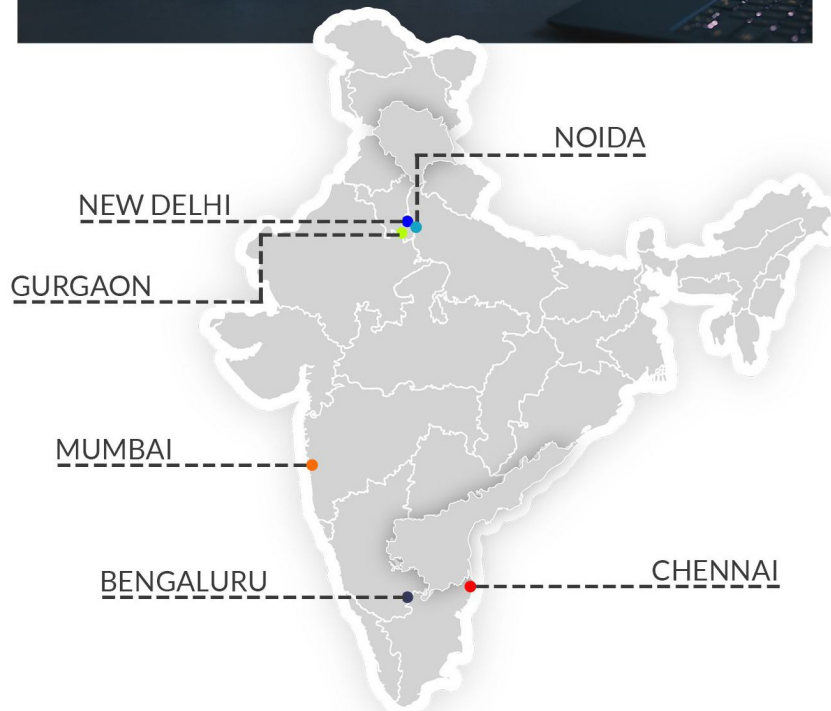 NOIDA
NEW DELHI
GURGAON
MUMBAI
BENGALURU
CHENNAI